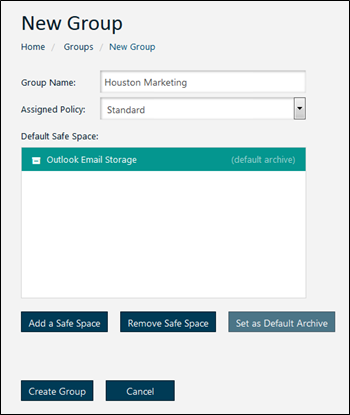 New Group
Home / Groups / New Group
Group Name: Houston Marketing
Assigned Policy: Standard
Default Safe Space:
Outlook Email Storage (default archive)
Add a Safe Space Remove Safe Space Set as Default Archive
Create Group Cancel